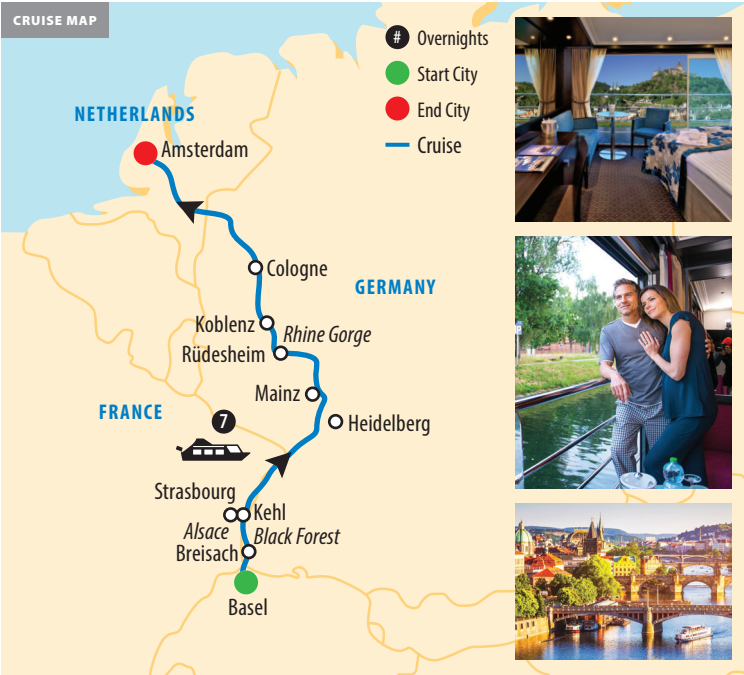 CRUISE MAP
# Overnights
Start City
End City
Cruise
NETHERLANDS
Amsterdam
Cologne
GERMANY
Koblenz
Rhine Gorge
Rüdesheim
Mainz
FRANCE
7
Heidelberg
Strasbourg
Kehl
Alsace
Black Forest
Breisach
Basel